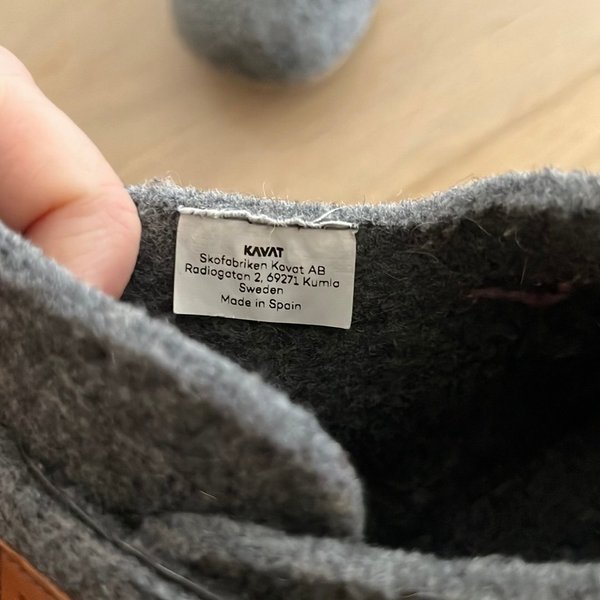 KAVAT
Skofabriken Kavat AB
Radiogatan 2, 69271 Kumla
Sweden
Made in Spain